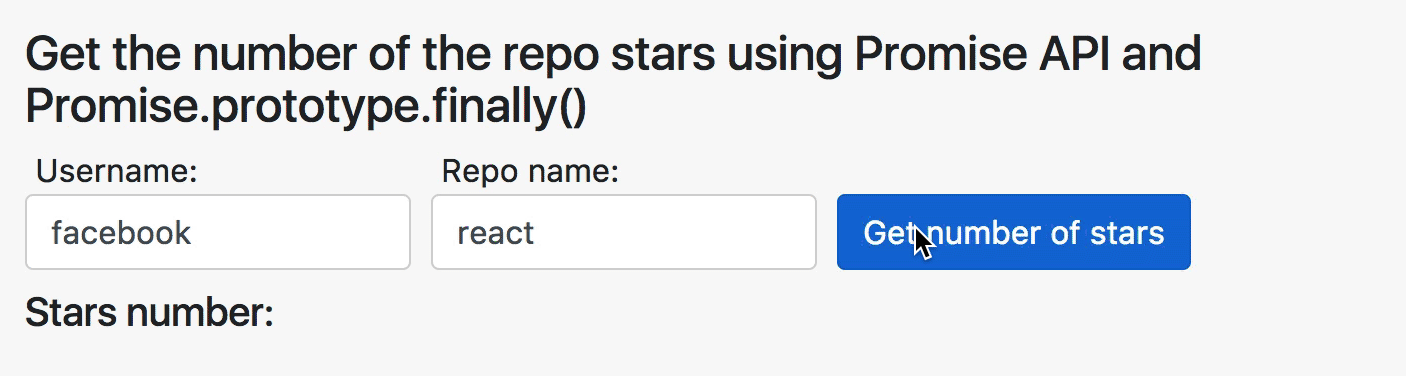 Get the number of the repo stars using Promise API and
Promise.prototype.finally()
Username:
Repo name:
facebook
react
Get number of stars
Stars number: